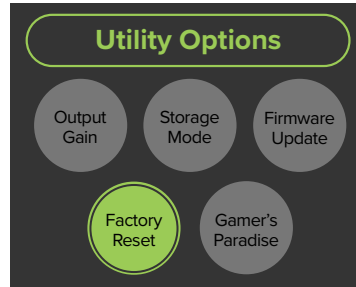 Utility Options
Output
Gain
Storage
Mode
Firmware
Update
Factory
Reset
Gamer's
Paradise